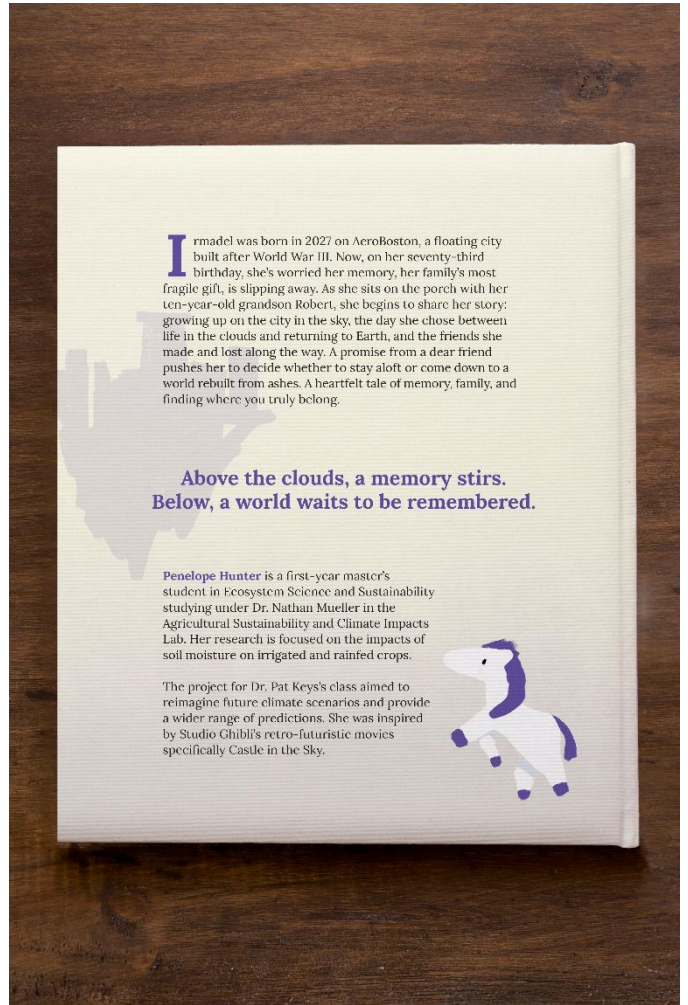 Irmadel was born in 2027 on AeroBoston, a floating city
built after World War III. Now, on her seventy-third
birthday, she's worried her memory, her family's most
fragile gift, is slipping away. As she sits on the porch with her
ten-year-old grandson Robert, she begins to share her story:
growing up on the city in the sky, the day she chose between
life in the clouds and returning to Earth, and the friends she
made and lost along the way. A promise from a dear friend
pushes her to decide whether to stay aloft or come down to a
world rebuilt from ashes. A heartfelt tale of memory, family, and
finding where you truly belong.
Above the clouds, a memory stirs.
Below, a world waits to be remembered.
Penelope Hunter is a first-year master's
student in Ecosystem Science and Sustainability
studying under Dr. Nathan Mueller in the
Agricultural Sustainability and Climate Impacts
Lab. Her research is focused on the impacts of
soil moisture on irrigated and rainfed crops.
The project for Dr. Pat Keys's class aimed to
reimagine future climate scenarios and provide
a wider range of predictions. She was inspired
by Studio Ghibli's retro-futuristic movies
specifically Castle in the Sky.